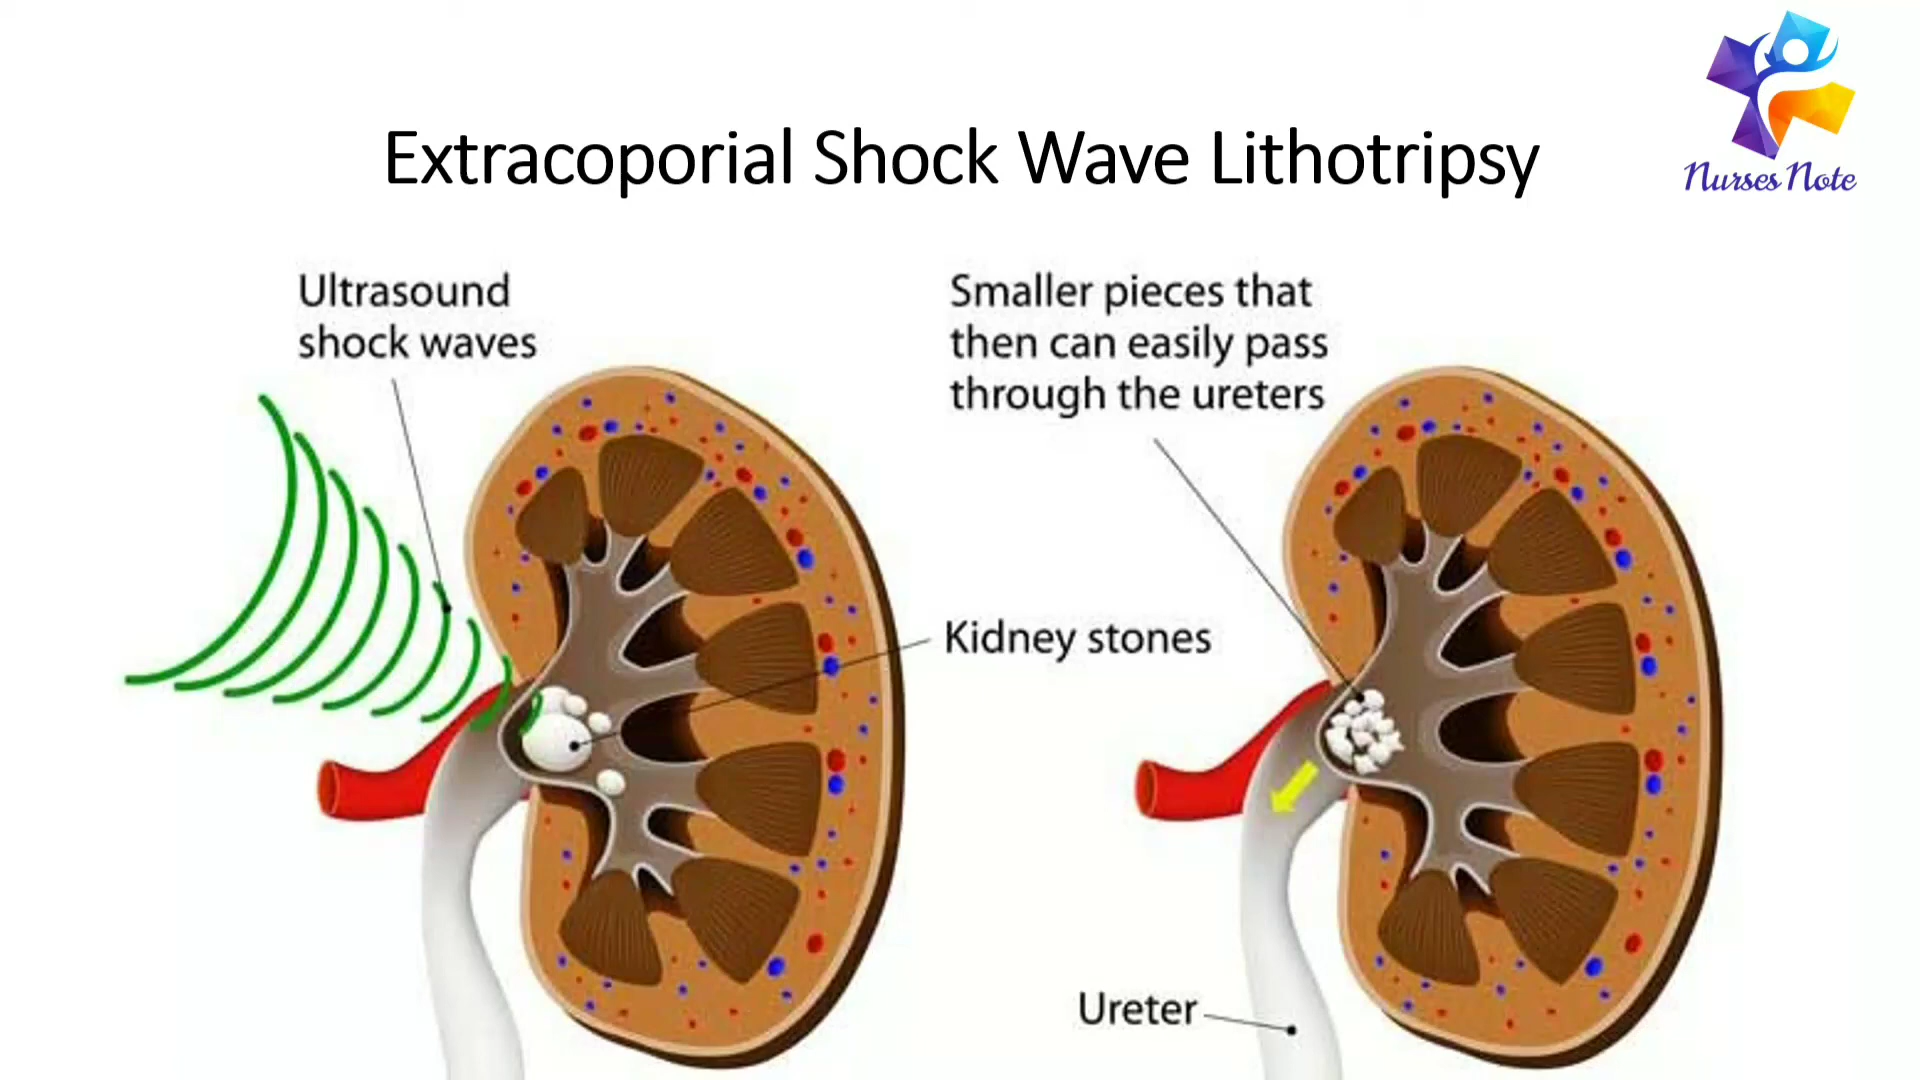 Nurses Note
Extracoporial Shock Wave Lithotripsy
Ultrasound
shock waves
Smaller pieces that
then can easily pass
through the ureters
Kidney stones
Ureter